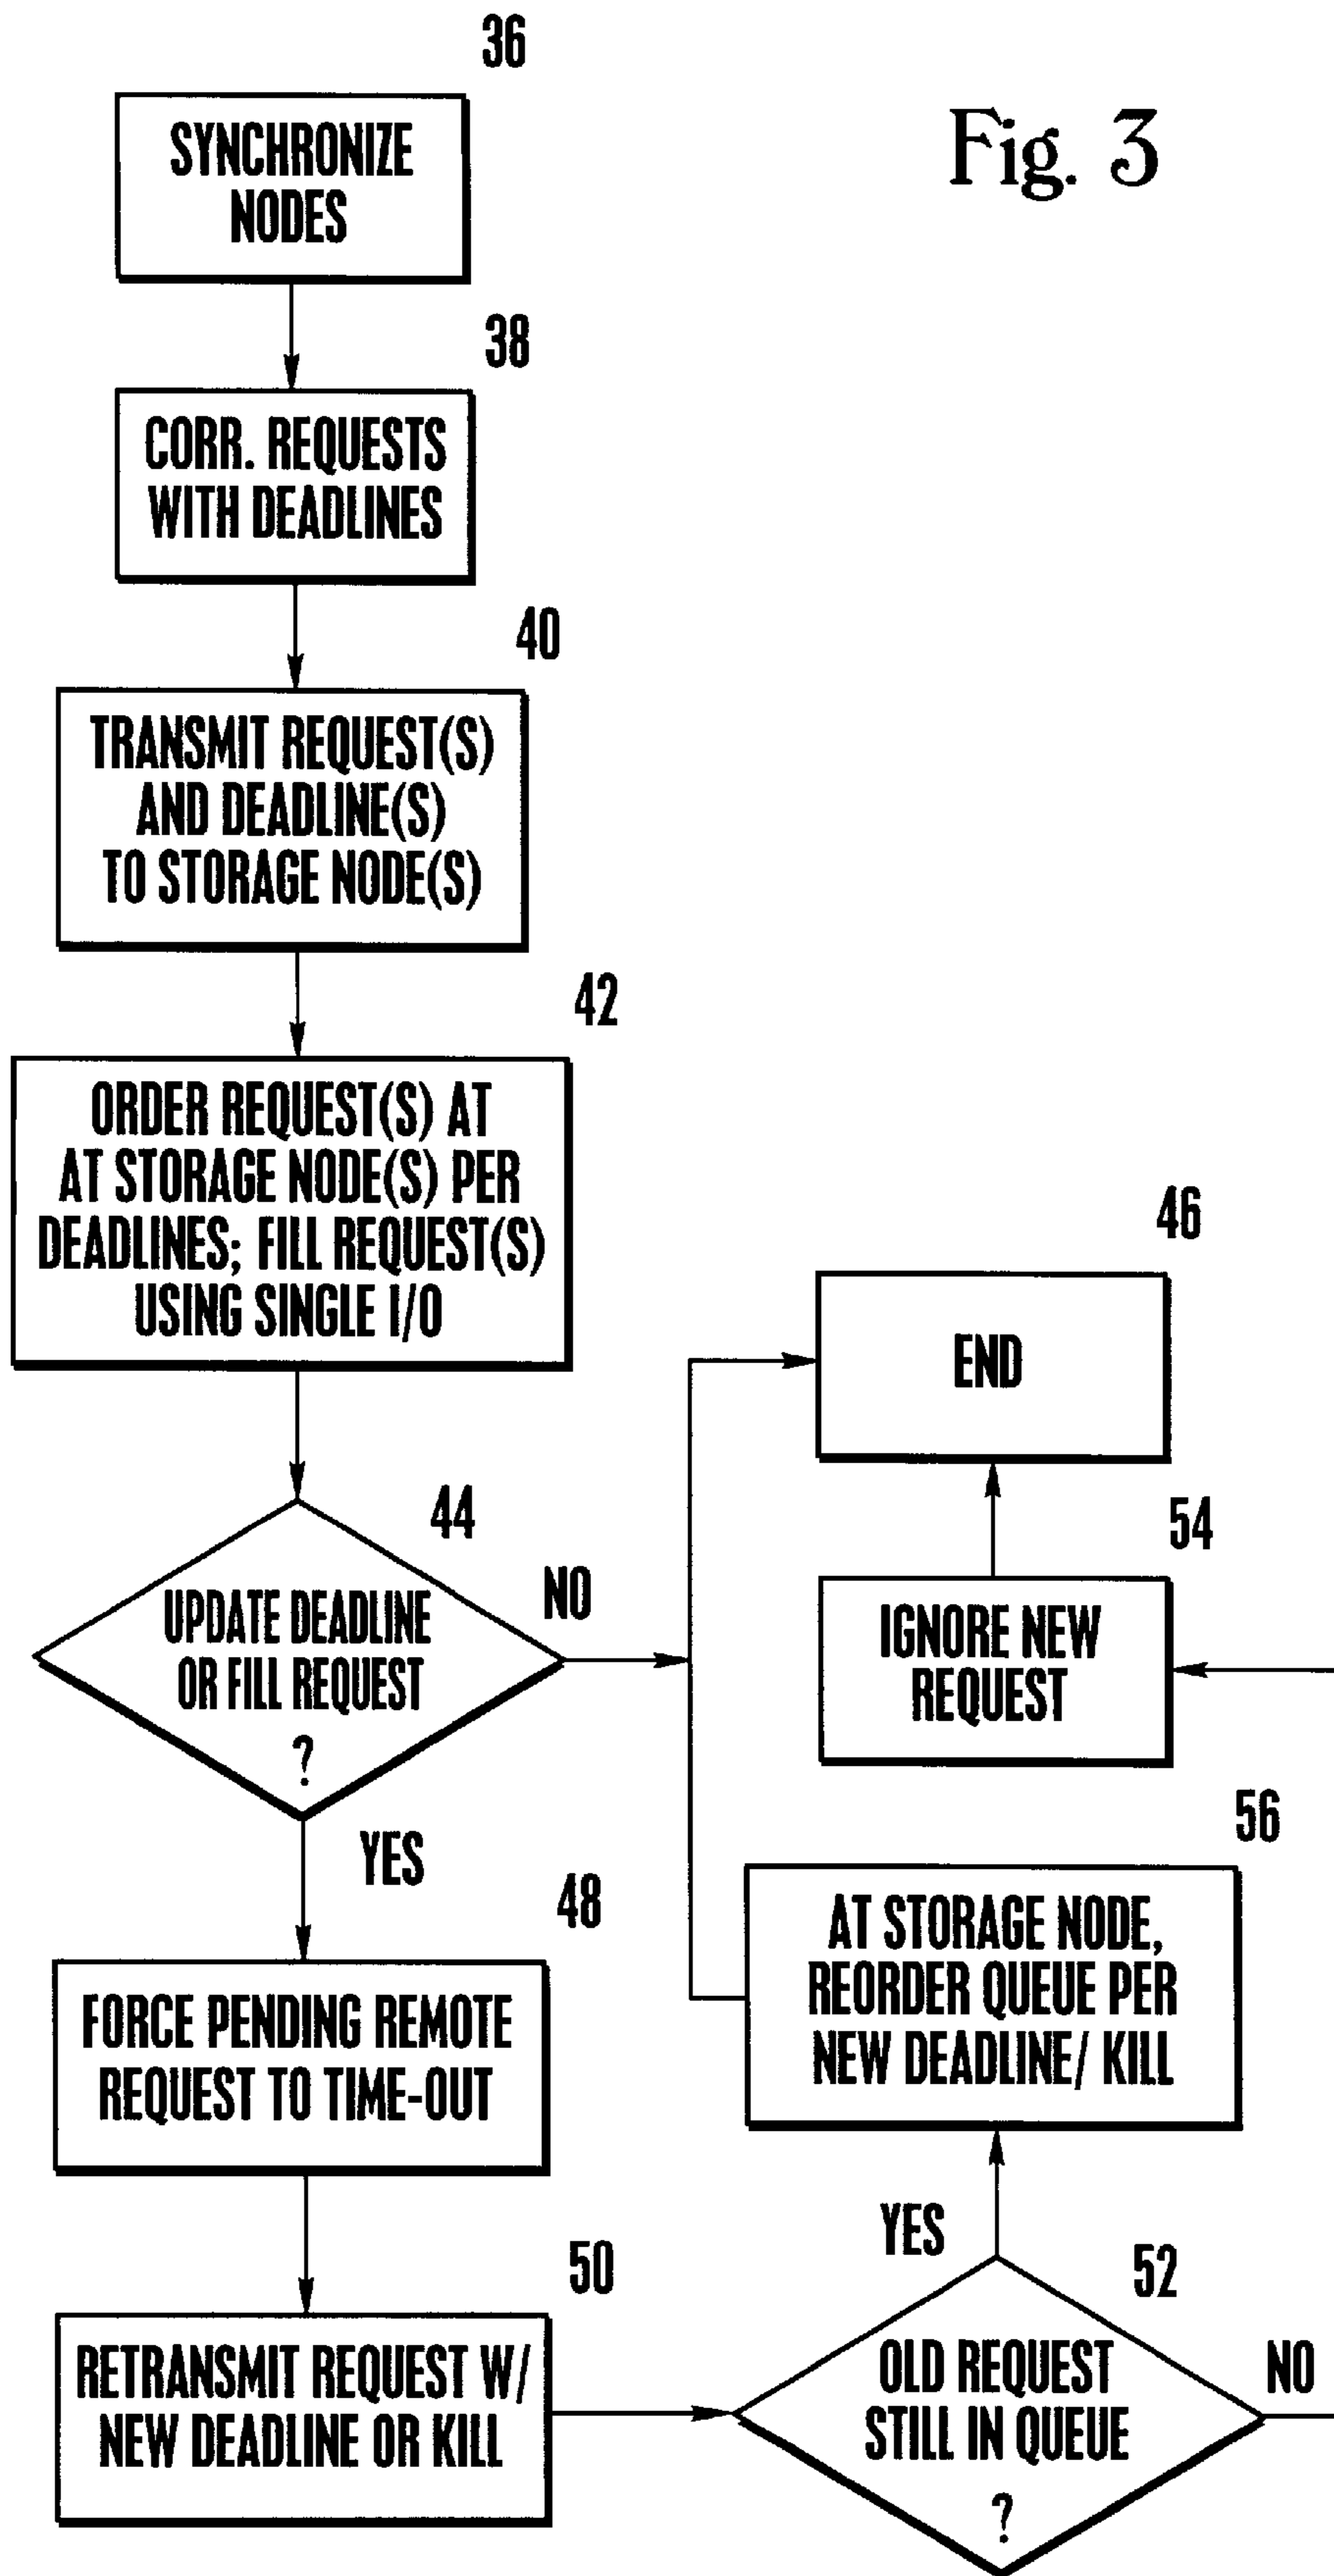 36
Fig. 3
SYNCHRONIZE
NODES
38
CORR. REQUESTS
WITH DEADLINES
40
TRANSMIT REQUEST(S)
AND DEADLINE(S)
TO STORAGE NODE(S)
42
ORDER REQUEST(S) AT
AT STORAGE NODE(S) PER
DEADLINES; FILL REQUEST(S)
USING SINGLE I/O
46
END
44
NO
UPDATE DEADLINE
OR FILL REQUEST
?
YES
54
IGNORE NEW
REQUEST
48
FORCE PENDING REMOTE
REQUEST TO TIME-OUT
56
AT STORAGE NODE,
REORDER QUEUE PER
NEW DEADLINE/ KILL
50
RETRANSMIT REQUEST W/
NEW DEADLINE OR KILL
YES
52
OLD REQUEST
STILL IN QUEUE
?
NO